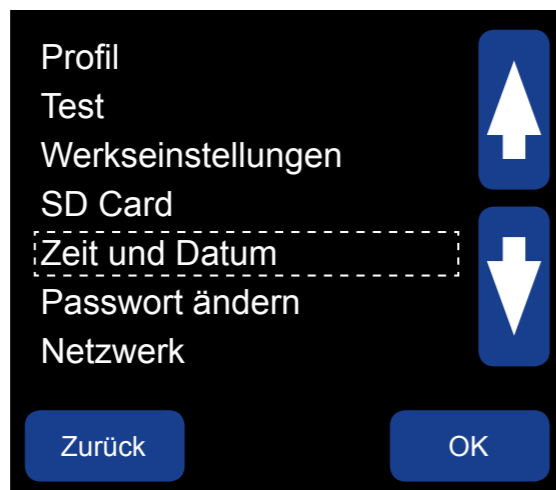 Profil
Test
Werkseinstellungen
SD Card
Zeit und Datum
Passwort ändern
Netzwerk
Zurück
OK